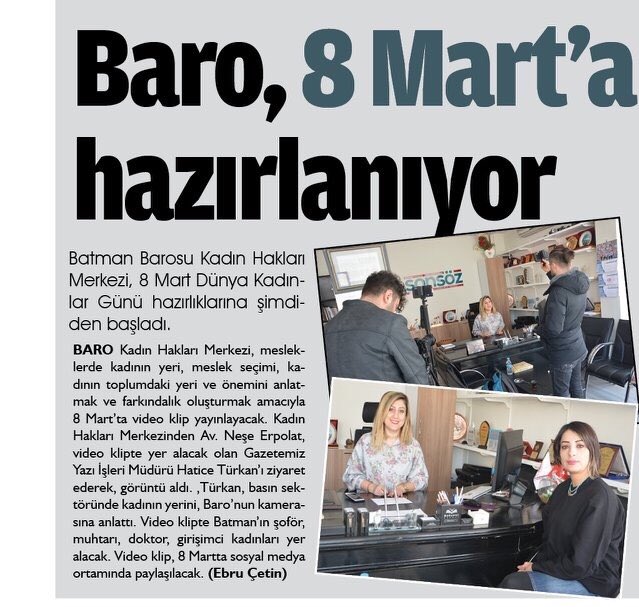 Baro, 8 Mart’a
hazırlanıyor
Batman Barosu Kadın Hakları
Merkezi, 8 Mart Dünya Kadın-
lar Günü hazırlıklarına şimdi-
den başladı.
BARO Kadın Hakları Merkezi, meslek-
lerde kadının yeri, meslek seçimi, ka-
dının toplumdaki yeri ve önemini anlat-
mak ve farkındalık oluşturmak amacıyla
8 Mart’ta video klip yayınlayacak. Kadın
Hakları Merkezinden Av. Neşe Erpolat,
video klipte yer alacak olan Gazetemiz
Yazı İşleri Müdürü Hatice Türkan’ı ziyaret
ederek, görüntü aldı. ,Türkan, basın sek-
töründe kadının yerini, Baro’nun kamera-
sına anlattı. Video klipte Batman’ın şoför,
muhtarı, doktor, girişimci kadınları yer
alacak. Video klip, 8 Martta sosyal medya
ortamında paylaşılacak. (Ebru Çetin)
sonsöz